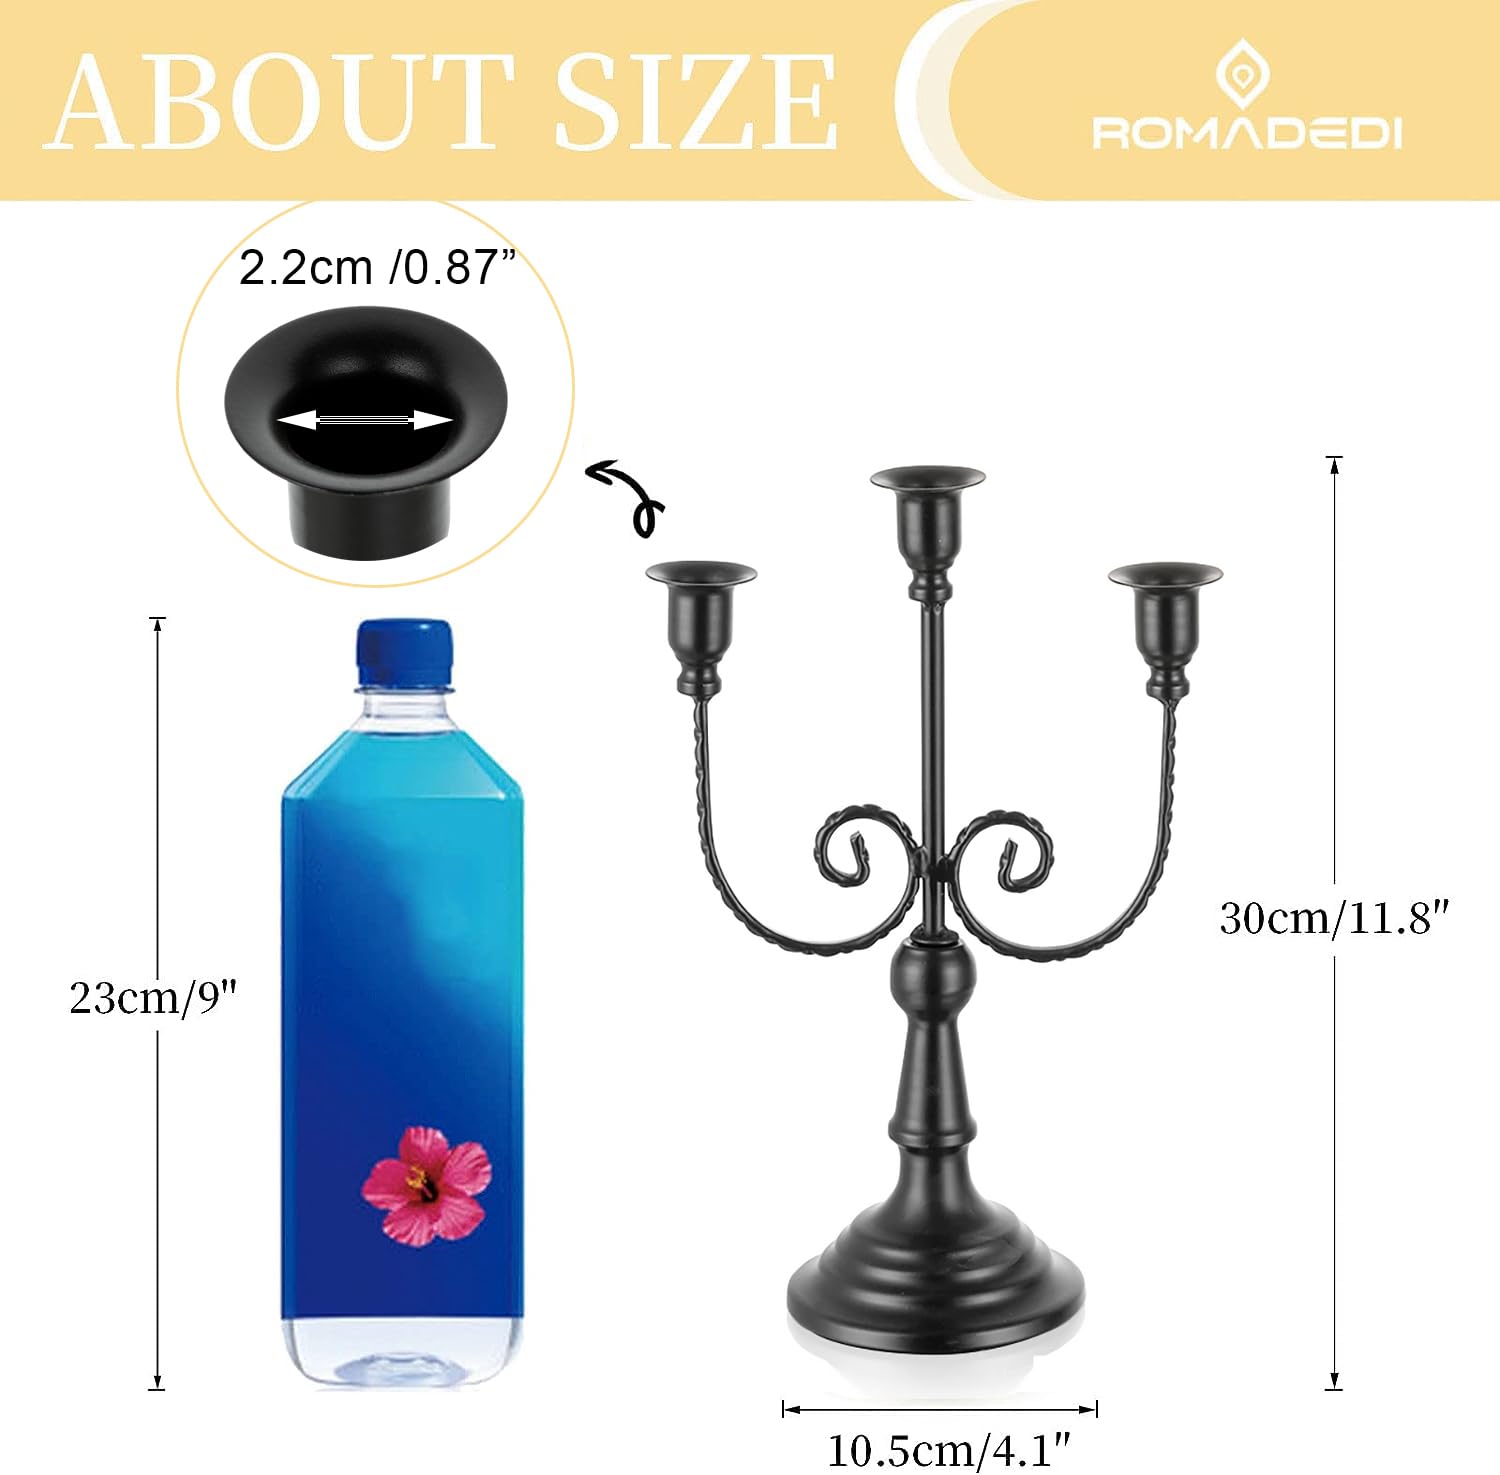 ABOUT SIZE
ROMADEDI
2.2cm /0.87”
30cm/11.8"
23cm/9"
10.5cm/4.1"